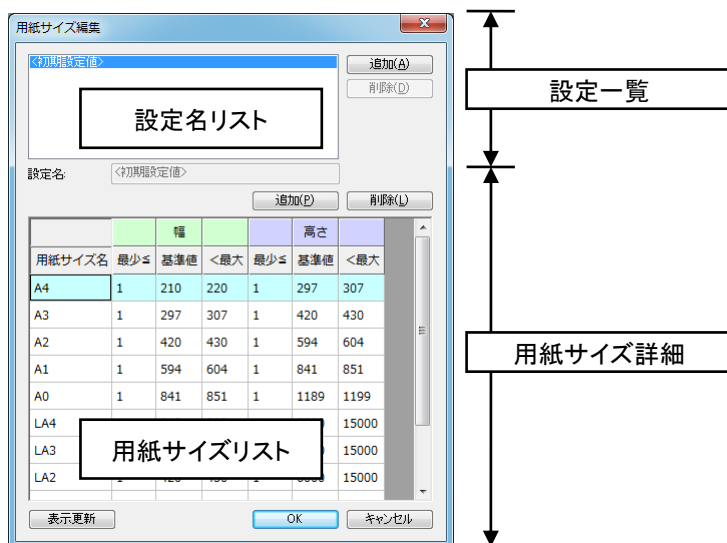 用紙サイズ編集
<初期設定値>
追加(A)
削除(D)
設定名リスト
設定一覧
設定名:
<初期設定値>
追加(P)
削除(L)
幅 高さ
用紙サイズ名 最少≦ 基準値 <最大 最少≦ 基準値 <最大
A4 1 210 220 1 297 307
A3 1 297 307 1 420 430
A2 1 420 430 1 594 604
用紙サイズ詳細
A1 1 594 604 1 841 851
A0 1 841 851 1 1189 1199
LA4 15000
用紙サイズリスト
LA3 15000
LA2 15000
表示更新
OK
キャンセル